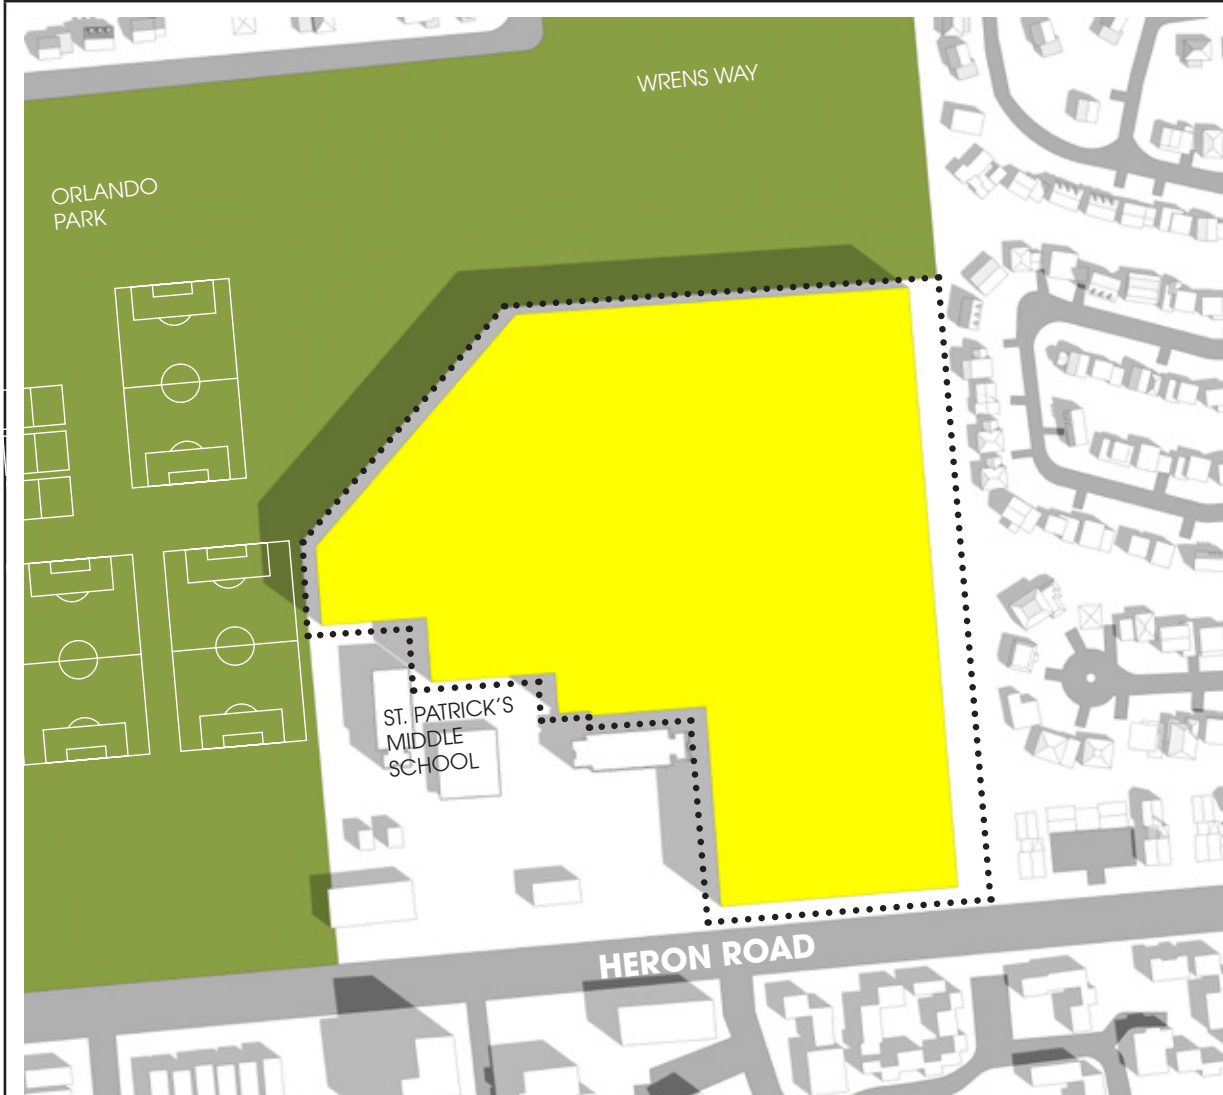 WRENS WAY
ORLANDO
PARK
ST. PATRICK'S
MIDDLE
SCHOOL
HERON ROAD